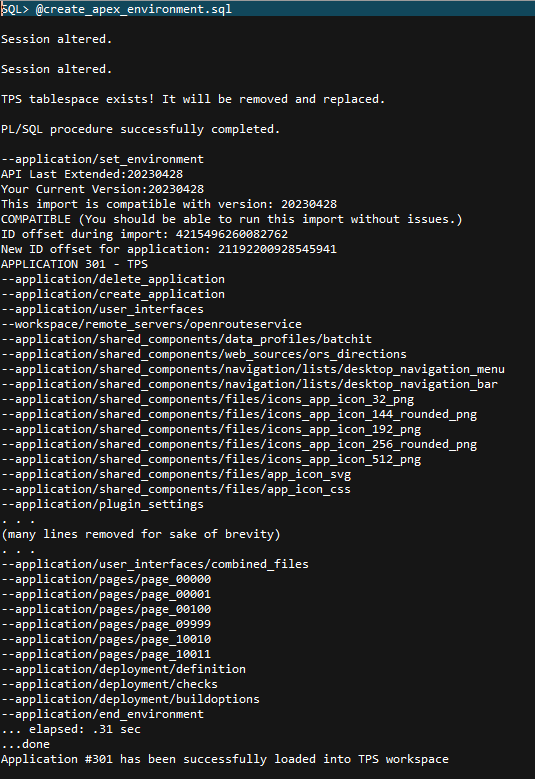 SQL> @create_apex_environment.sql
Session altered.
Session altered.
TPS tablespace exists! It will be removed and replaced.
PL/SQL procedure successfully completed.
--application/set_environment
API Last Extended:20230428
Your Current Version:20230428
This import is compatible with version: 20230428
COMPATIBLE (You should be able to run this import without issues.)
ID offset during import: 4215496260082762
New ID offset for application: 21192200928545941
APPLICATION 301 - TPS
--application/delete_application
--application/create_application
--application/user_interfaces
--workspace/remote_servers/openrouteservice
--application/shared_components/data_profiles/batchit
--application/shared_components/web_sources/ors_directions
--application/shared_components/navigation/lists/desktop_navigation_menu
--application/shared_components/navigation/lists/desktop_navigation_bar
--application/shared_components/files/icons_app_icon_32_png
--application/shared_components/files/icons_app_icon_144_rounded_png
--application/shared_components/files/icons_app_icon_192_png
--application/shared_components/files/icons_app_icon_256_rounded_png
--application/shared_components/files/icons_app_icon_512_png
--application/shared_components/files/app_icon_svg
--application/shared_components/files/app_icon_css
--application/plugin_settings
. . .
(many lines removed for sake of brevity)
. . .
--application/user_interfaces/combined_files
--application/pages/page_00000
--application/pages/page_00001
--application/pages/page_00100
--application/pages/page_09999
--application/pages/page_10010
--application/pages/page_10011
--application/deployment/definition
--application/deployment/checks
--application/deployment/buildoptions
--application/end_environment
... elapsed: .31 sec
...done
Application #301 has been successfully loaded into TPS workspace